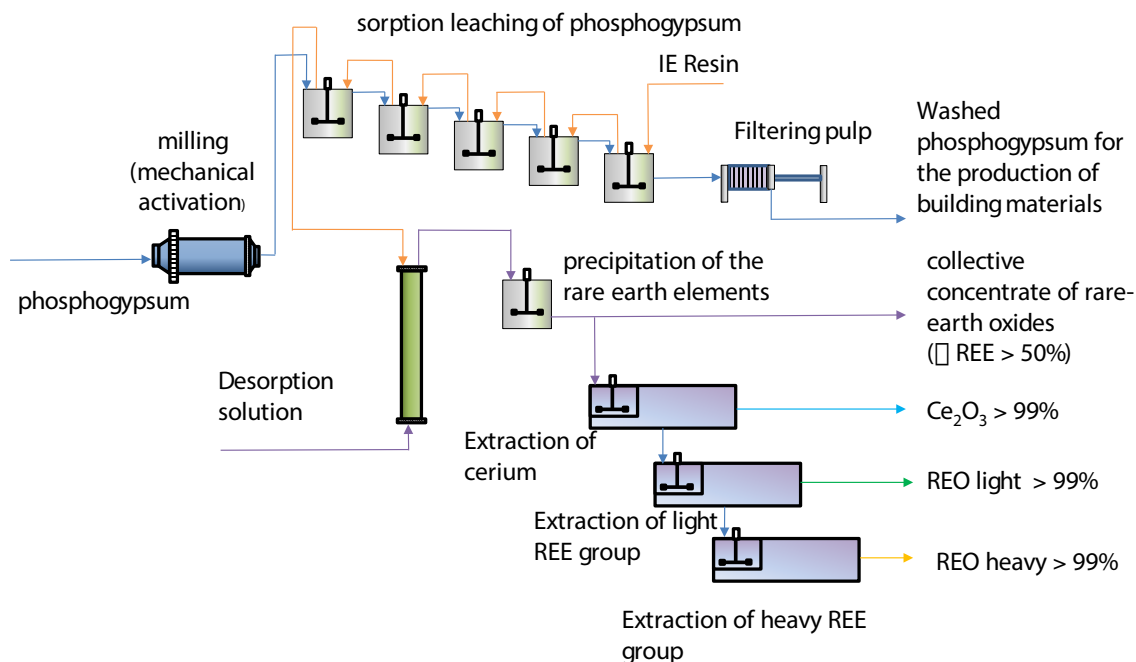 sorption leaching of phosphogypsum
IE Resin
milling
(mechanical
activation)
Filtering pulp
Washed
phosphogypsum for
the production of
building materials
phosphogypsum
precipitation of the
rare earth elements
collective
concentrate of rare-
earth oxides
(□ REE > 50%)
Desorption
solution
Extraction of
cerium
Ce₂O₃ > 99%
Extraction of light
REE group
REO light > 99%
REO heavy > 99%
Extraction of heavy REE
group